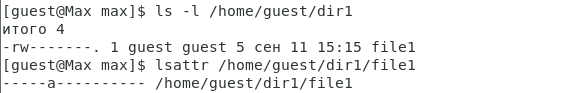 [guest@Max max]$ ls -l /home/guest/dir1
итого 4
-rw-------. 1 guest guest 5 сен 11 15:15 file1
[guest@Max max]$ lsattr /home/guest/dir1/file1
-----a---------- /home/guest/dir1/file1